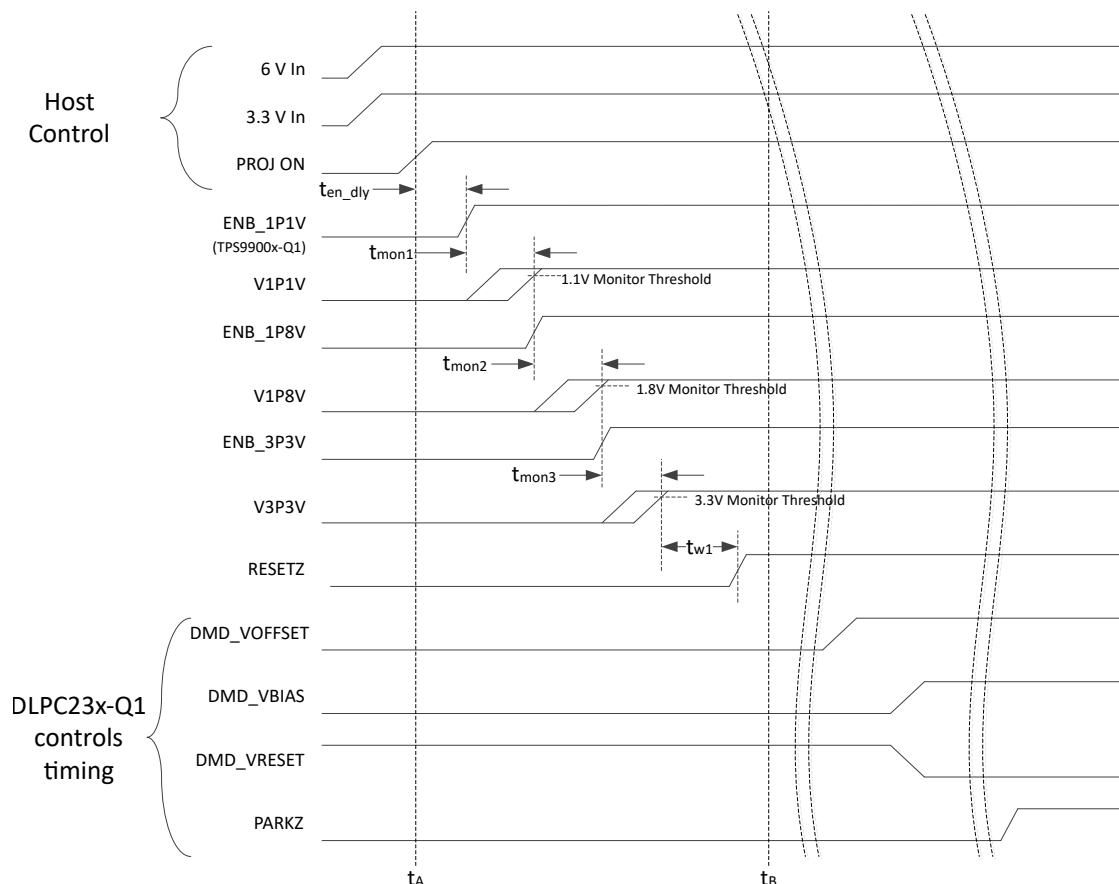 Host
Control
6 V In
3.3 V In
PROJ ON
ten_dly
ENB_1P1V
(TPS9900x-Q1)
tmon1
V1P1V
1.1V Monitor Threshold
ENB_1P8V
tmon2
V1P8V
1.8V Monitor Threshold
ENB_3P3V
tmon3
V3P3V
3.3V Monitor Threshold
tw1
RESETZ
DMD_VOFFSET
DLPC23x-Q1
controls
timing
DMD_VBIAS
DMD_VRESET
PARKZ
tA
tB